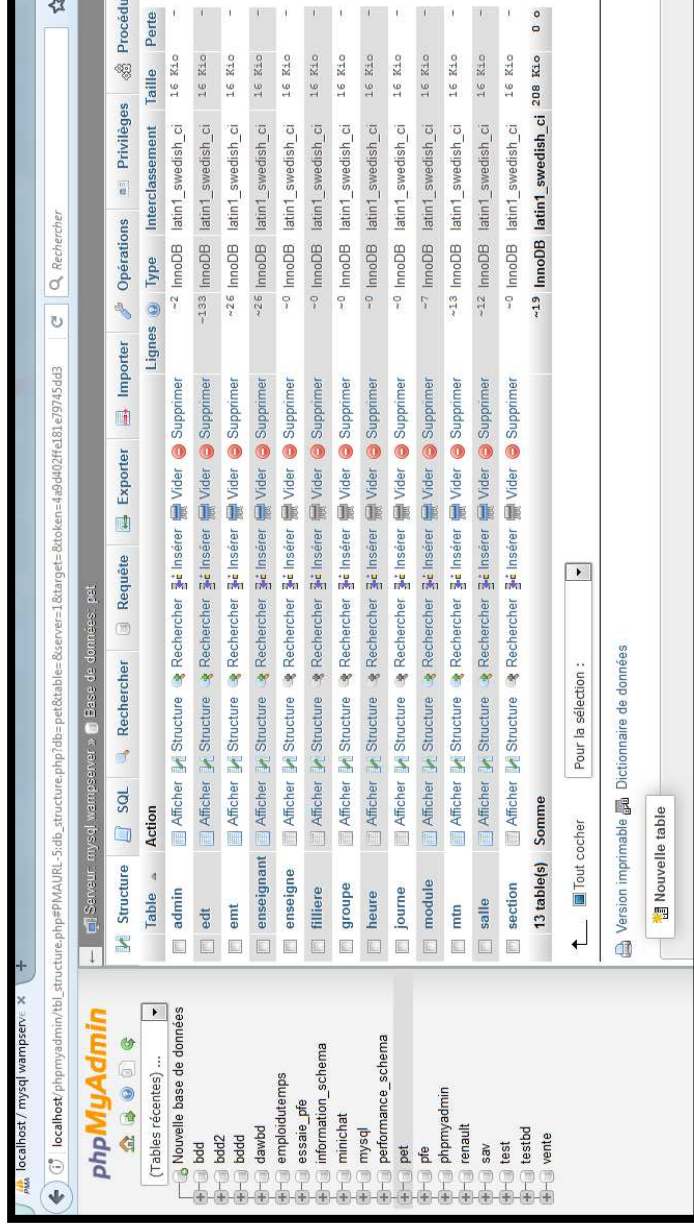 localhost / mysql wampserve ×
+
localhost/phpmyadmin/tbl_structure.php#PMAURL-5:db_structure.php?db=pet&table=&server=1&target=&token=4a9d402ffe181e79745dd3
Rechercher
phpMyAdmin
(Tables récentes) ...
Nouvelle base de données
bdd
bdd2
bddd
dawbd
emploidutemps
essaie_pfe
information_schema
minichat
mysql
performance_schema
pet
pfe
phpmyadmin
renault
sav
test
testbd
vente
Serveur: mysql wampserver » Base de données: pet
Structure SQL Rechercher Requête Exporter Importer Opérations Privilèges Procédu
Table Action Lignes Type Interclassement Taille Perte
admin Afficher Structure Rechercher Insérer Vider Supprimer ~2 InnoDB latin1_swedish_ci 16 Kio -
edt Afficher Structure Rechercher Insérer Vider Supprimer ~133 InnoDB latin1_swedish_ci 16 Kio -
emt Afficher Structure Rechercher Insérer Vider Supprimer ~26 InnoDB latin1_swedish_ci 16 Kio -
enseignant Afficher Structure Rechercher Insérer Vider Supprimer ~26 InnoDB latin1_swedish_ci 16 Kio -
enseigne Afficher Structure Rechercher Insérer Vider Supprimer ~0 InnoDB latin1_swedish_ci 16 Kio -
filliere Afficher Structure Rechercher Insérer Vider Supprimer ~0 InnoDB latin1_swedish_ci 16 Kio -
groupe Afficher Structure Rechercher Insérer Vider Supprimer ~0 InnoDB latin1_swedish_ci 16 Kio -
heure Afficher Structure Rechercher Insérer Vider Supprimer ~0 InnoDB latin1_swedish_ci 16 Kio -
journe Afficher Structure Rechercher Insérer Vider Supprimer ~0 InnoDB latin1_swedish_ci 16 Kio -
module Afficher Structure Rechercher Insérer Vider Supprimer ~7 InnoDB latin1_swedish_ci 16 Kio -
mtn Afficher Structure Rechercher Insérer Vider Supprimer ~13 InnoDB latin1_swedish_ci 16 Kio -
salle Afficher Structure Rechercher Insérer Vider Supprimer ~12 InnoDB latin1_swedish_ci 16 Kio -
section Afficher Structure Rechercher Insérer Vider Supprimer ~0 InnoDB latin1_swedish_ci 16 Kio -
13 table(s) Somme ~19 InnoDB latin1_swedish_ci 208 Kio 0 o
Tout cocher Pour la sélection :
Version imprimable Dictionnaire de données
Nouvelle table